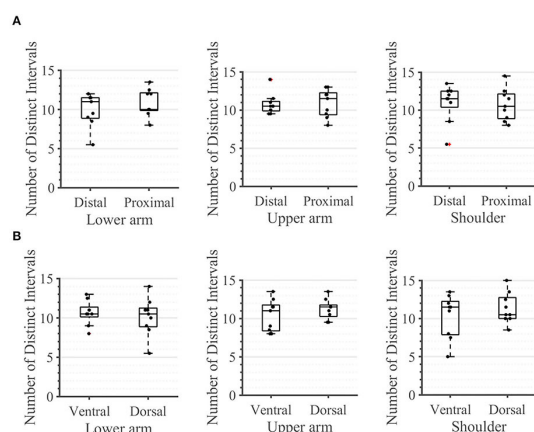 A
Number of Distinct Intervals
15
10
5
0
Distal Proximal
Lower arm
Number of Distinct Intervals
15
10
5
0
Distal Proximal
Upper arm
Number of Distinct Intervals
15
10
5
0
Distal Proximal
Shoulder
B
Number of Distinct Intervals
15
10
5
Ventral Dorsal
Lower arm
Number of Distinct Intervals
15
10
5
Ventral Dorsal
Upper arm
Number of Distinct Intervals
15
10
5
Ventral Dorsal
Shoulder